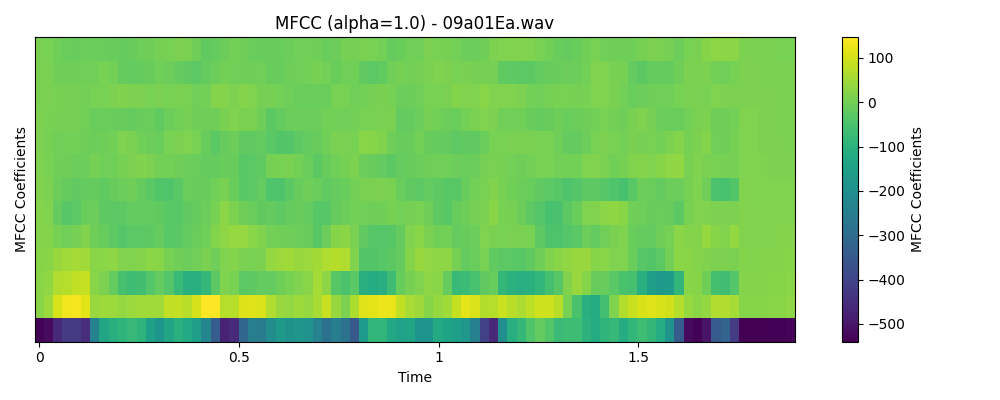 MFCC (alpha=1.0) - 09a01Ea.wav
MFCC Coefficients
0
0.5
1
1.5
Time
100
0
−100
−200
−300
−400
−500
MFCC Coefficients